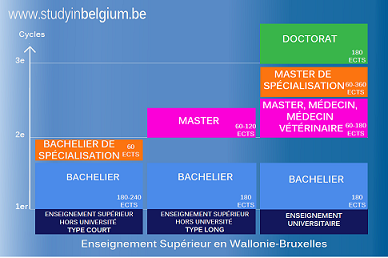 www.studyinbelgium.be
Cycles
DOCTORAT
180
ECTS
3e
MASTER DE
SPÉCIALISATION
60-360
ECTS
MASTER
60-120
ECTS
MASTER, MÉDECIN,
MÉDECIN
VÉTÉRINAIRE
60-180
ECTS
2e
BACHELIER DE
SPÉCIALISATION
60
ECTS
BACHELIER
180-240
ECTS
BACHELIER
180
ECTS
BACHELIER
180
ECTS
1er
ENSEIGNEMENT SUPÉRIEUR
HORS UNIVERSITÉ
TYPE COURT
ENSEIGNEMENT SUPÉRIEUR
HORS UNIVERSITÉ
TYPE LONG
ENSEIGNEMENT
UNIVERSITAIRE
Enseignement Supérieur en Wallonie-Bruxelles